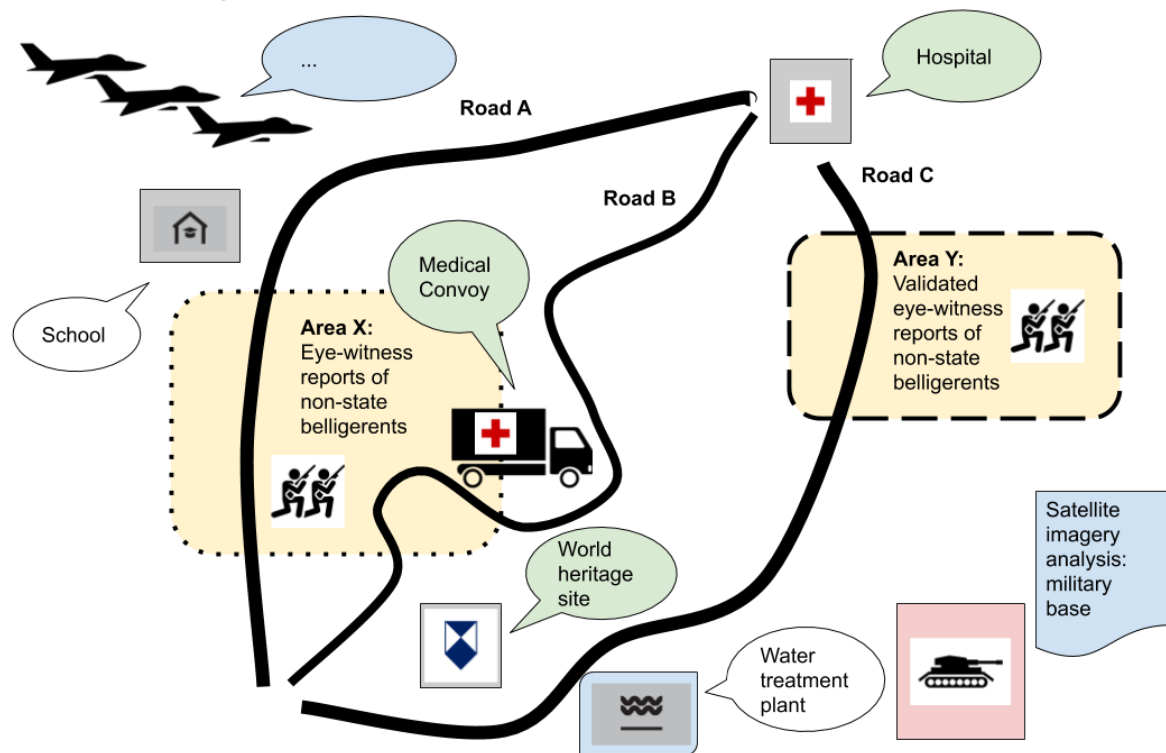 ...
Hospital
Road A
Road C
Road B
Area Y:
Validated
eye-witness
reports of
non-state
belligerents
Medical
Convoy
School
Area X:
Eye-witness
reports of
non-state
belligerents
Satellite
imagery
analysis:
military
base
World
heritage
site
Water
treatment
plant